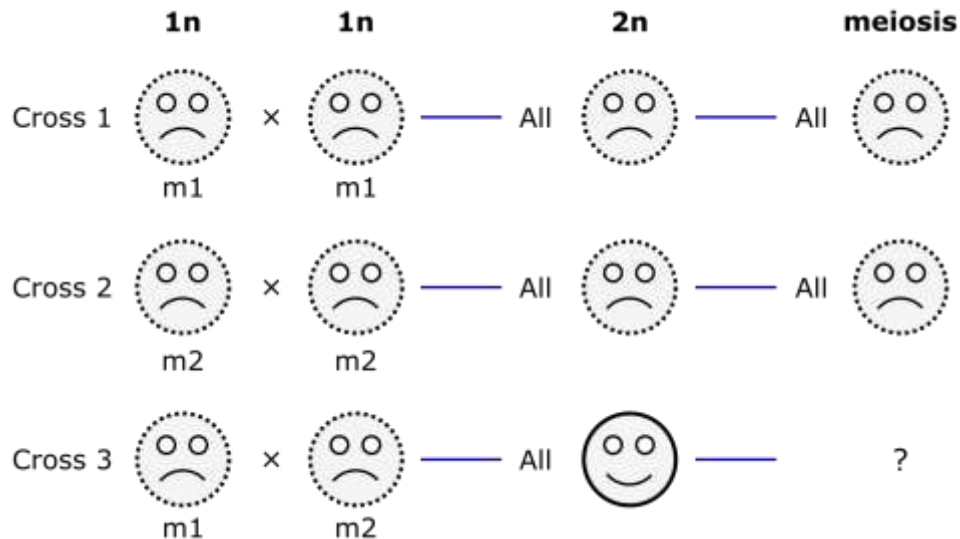 1n 1n 2n meiosis
Cross 1 × All All
m1 m1
Cross 2 × All All
m2 m2
Cross 3 × All ?
m1 m2